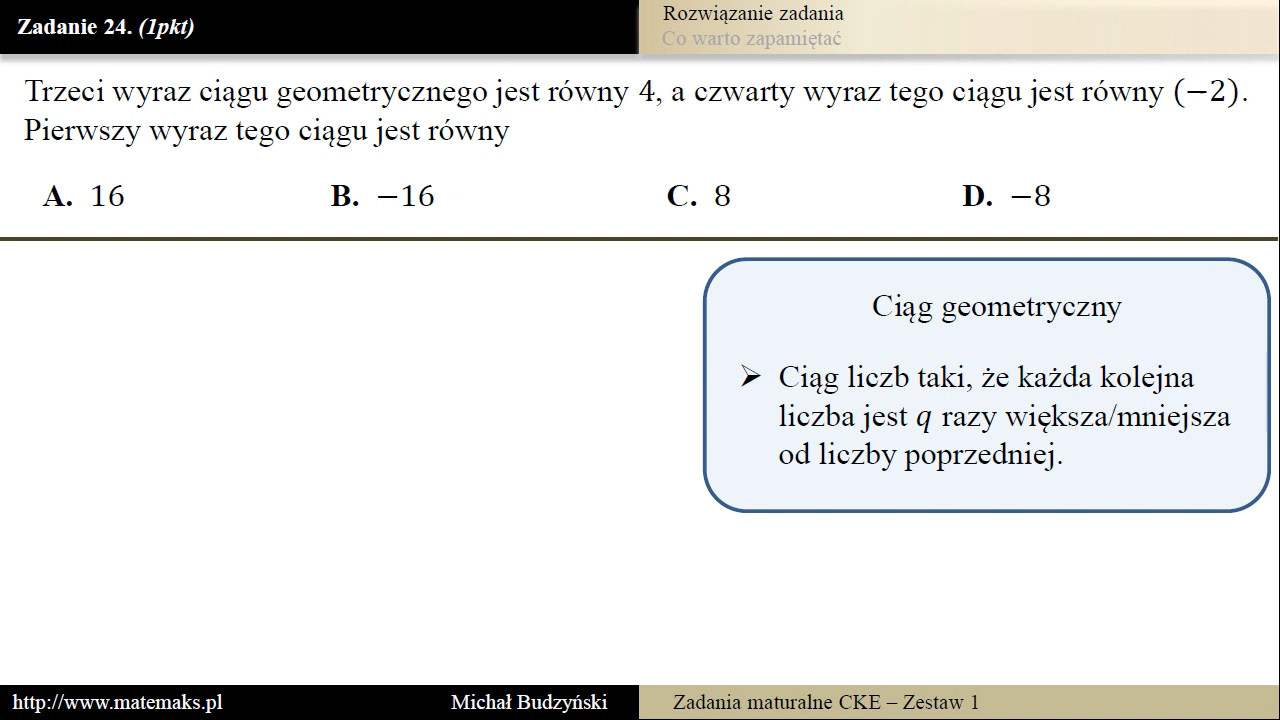 Zadanie 24. (1pkt)
Rozwiązanie zadania
Co warto zapamiętać
Trzeci wyraz ciągu geometrycznego jest równy 4, a czwarty wyraz tego ciągu jest równy (−2).
Pierwszy wyraz tego ciągu jest równy
A. 16 B. −16 C. 8 D. −8
Ciąg geometryczny
➢ Ciąg liczb taki, że każda kolejna
liczba jest q razy większa/mniejsza
od liczby poprzedniej.
http://www.matemaks.pl Michał Budzyński Zadania maturalne CKE – Zestaw 1